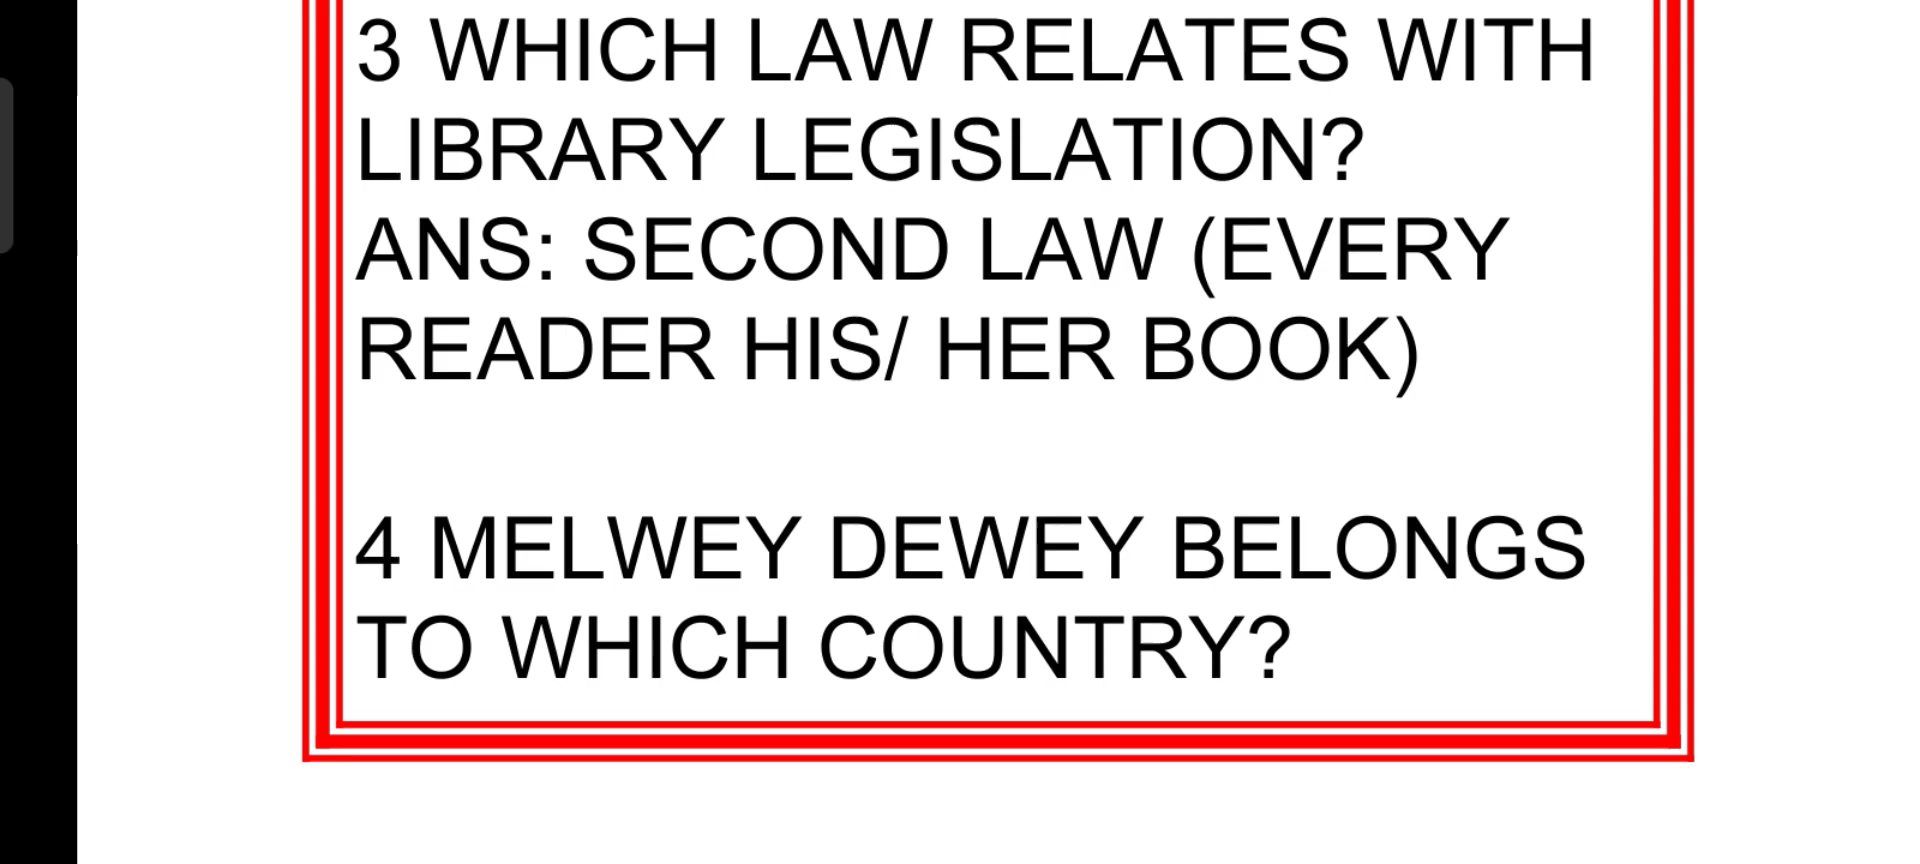 3 WHICH LAW RELATES WITH
LIBRARY LEGISLATION?
ANS: SECOND LAW (EVERY
READER HIS/ HER BOOK)
4 MELWEY DEWEY BELONGS
TO WHICH COUNTRY?